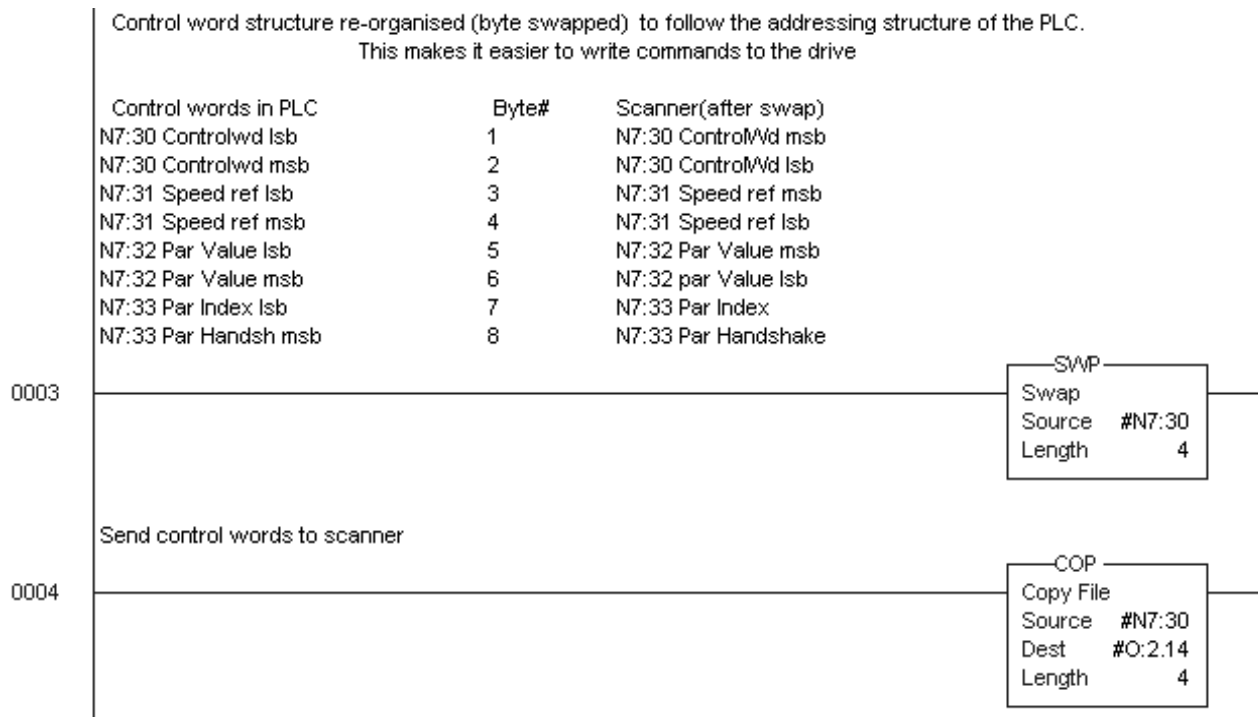 Control word structure re-organised (byte swapped) to follow the addressing structure of the PLC.
This makes it easier to write commands to the drive
Control words in PLC Byte# Scanner(after swap)
N7:30 Controlwd lsb 1 N7:30 ControlWd msb
N7:30 Controlwd msb 2 N7:30 ControlWd lsb
N7:31 Speed ref lsb 3 N7:31 Speed ref msb
N7:31 Speed ref msb 4 N7:31 Speed ref lsb
N7:32 Par Value lsb 5 N7:32 Par Value msb
N7:32 Par Value msb 6 N7:32 par Value lsb
N7:33 Par Index lsb 7 N7:33 Par Index
N7:33 Par Handsh msb 8 N7:33 Par Handshake
SWP
0003 Swap
Source #N7:30
Length 4
Send control words to scanner
COP
0004 Copy File
Source #N7:30
Dest #O:2.14
Length 4